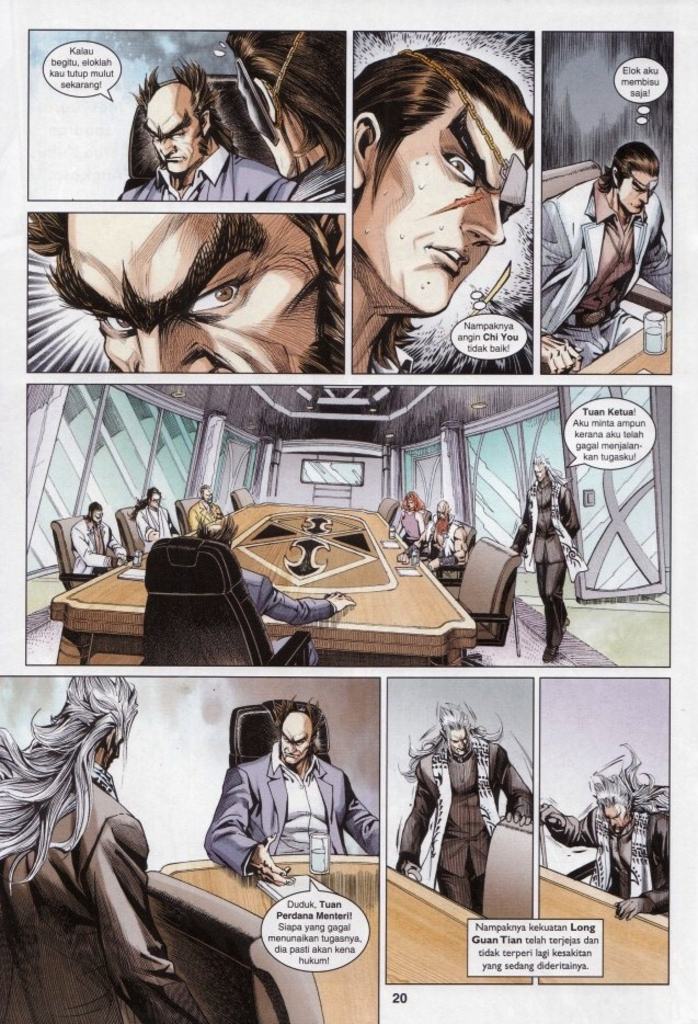 Kalau
begitu, eloklah
kau tutup mulut
sekarang!
Nampaknya
angin Chi You
tidak baik!
Elok aku
membisu
saja!
Tuan Ketua!
Aku minta ampun
kerana aku telah
gagal menjalan-
kan tugasku!
Duduk, Tuan
Perdana Menteri!
Siapa yang gagal
menunaikan tugasnya,
dia pasti akan kena
hukum!
Nampaknya kekuatan Long
Guan Tian telah terjejas dan
tidak terperi lagi kesakitan
yang sedang dideritainya.
20